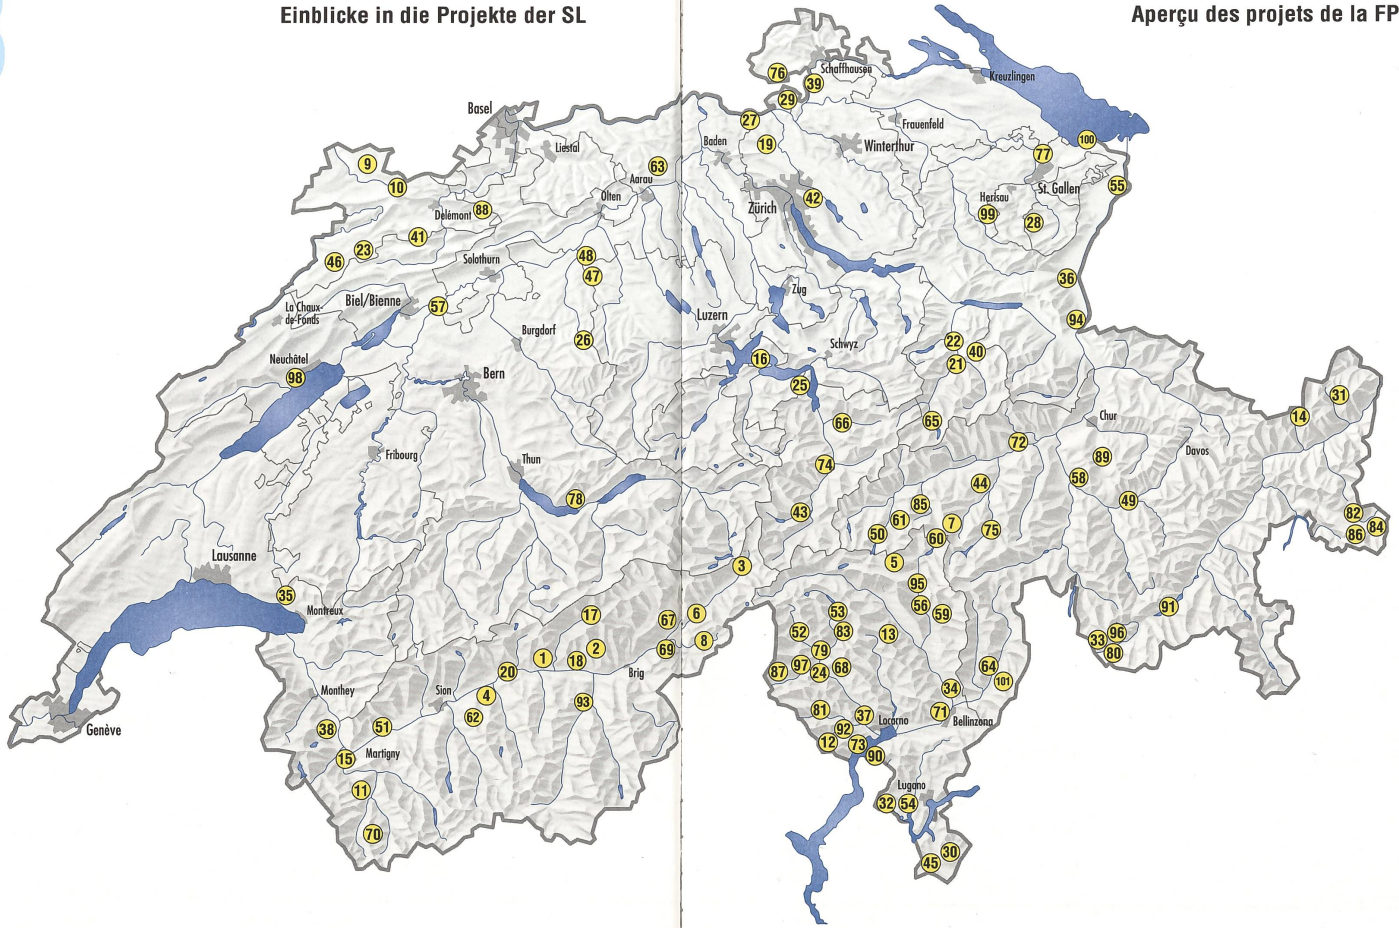 Einblicke in die Projekte der SL
Aperçu des projets de la FP
76
Schaffhausen
39
Kreuzlingen
29
Basel
27
Frauenfeld
100
19
Baden
Winterthur
Liestal
77
9
63
Aarau
St. Gallen
55
10
Olten
42
Zürich
Herisau
88
Delémont
99
28
41
23
46
48
Solothurn
47
36
Zug
La Chaux-
de-Fonds
Biel/Bienne
57
Luzern
94
Burgdorf
26
22
Schwyz
40
16
21
Neuchâtel
98
Bern
25
31
14
Chur
66
65
72
Davos
Fribourg
89
Thun
74
58
44
78
49
85
43
61
7
82
84
50
60
75
86
Lausanne
5
3
95
35
Montreux
56
91
17
67
6
53
59
52
83
13
96
33
8
2
69
79
80
1
18
97
24
68
87
64
20
Brig
101
Monthey
Sion
4
34
93
62
81
37
71
Locarno
Bellinzona
Genève
38
51
92
12
73
90
15
Martigny
11
Lugano
32
54
70
30
45